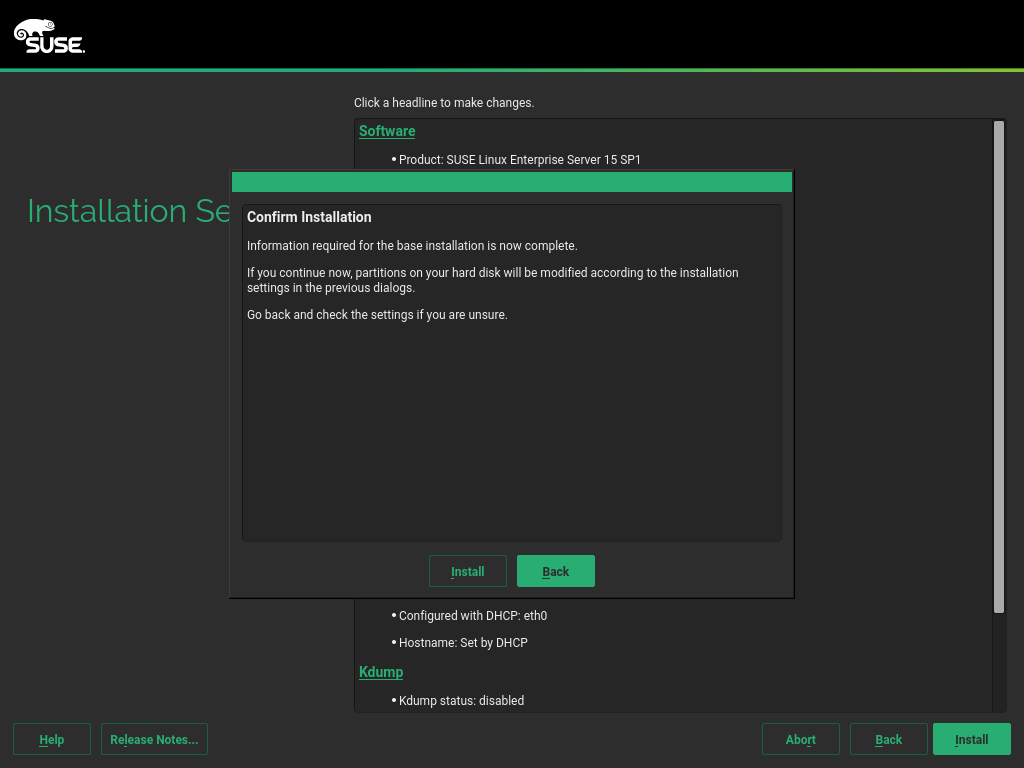 SUSE.
Click a headline to make changes.
Software
• Product: SUSE Linux Enterprise Server 15 SP1
Installation Se
Confirm Installation
Information required for the base installation is now complete.
If you continue now, partitions on your hard disk will be modified according to the installation
settings in the previous dialogs.
Go back and check the settings if you are unsure.
Install Back
• Configured with DHCP: eth0
• Hostname: Set by DHCP
Kdump
• Kdump status: disabled
Help Release Notes... Abort Back Install